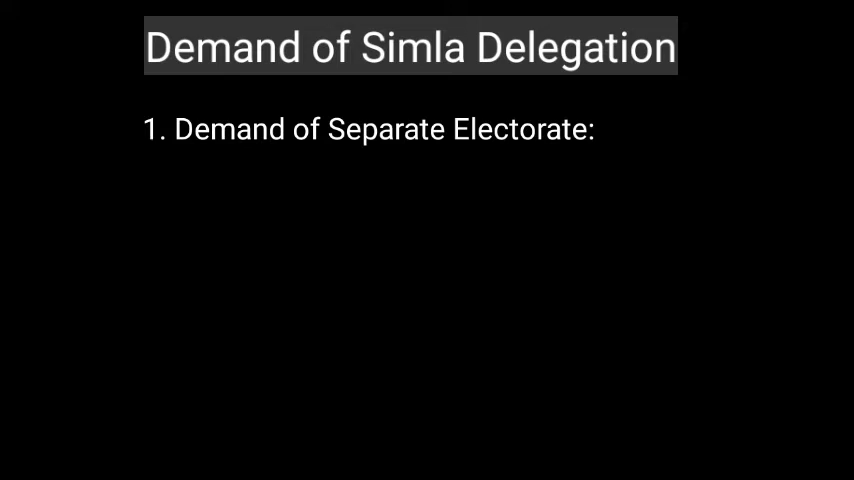 Demand of Simla Delegation
1. Demand of Separate Electorate: